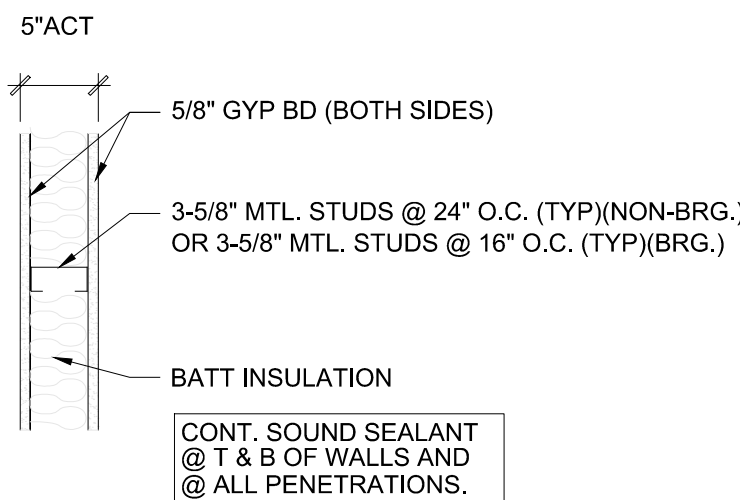 5"ACT
5/8" GYP BD (BOTH SIDES)
3-5/8" MTL. STUDS @ 24" O.C. (TYP)(NON-BRG.)
OR 3-5/8" MTL. STUDS @ 16" O.C. (TYP)(BRG.)
BATT INSULATION
CONT. SOUND SEALANT
@ T & B OF WALLS AND
@ ALL PENETRATIONS.